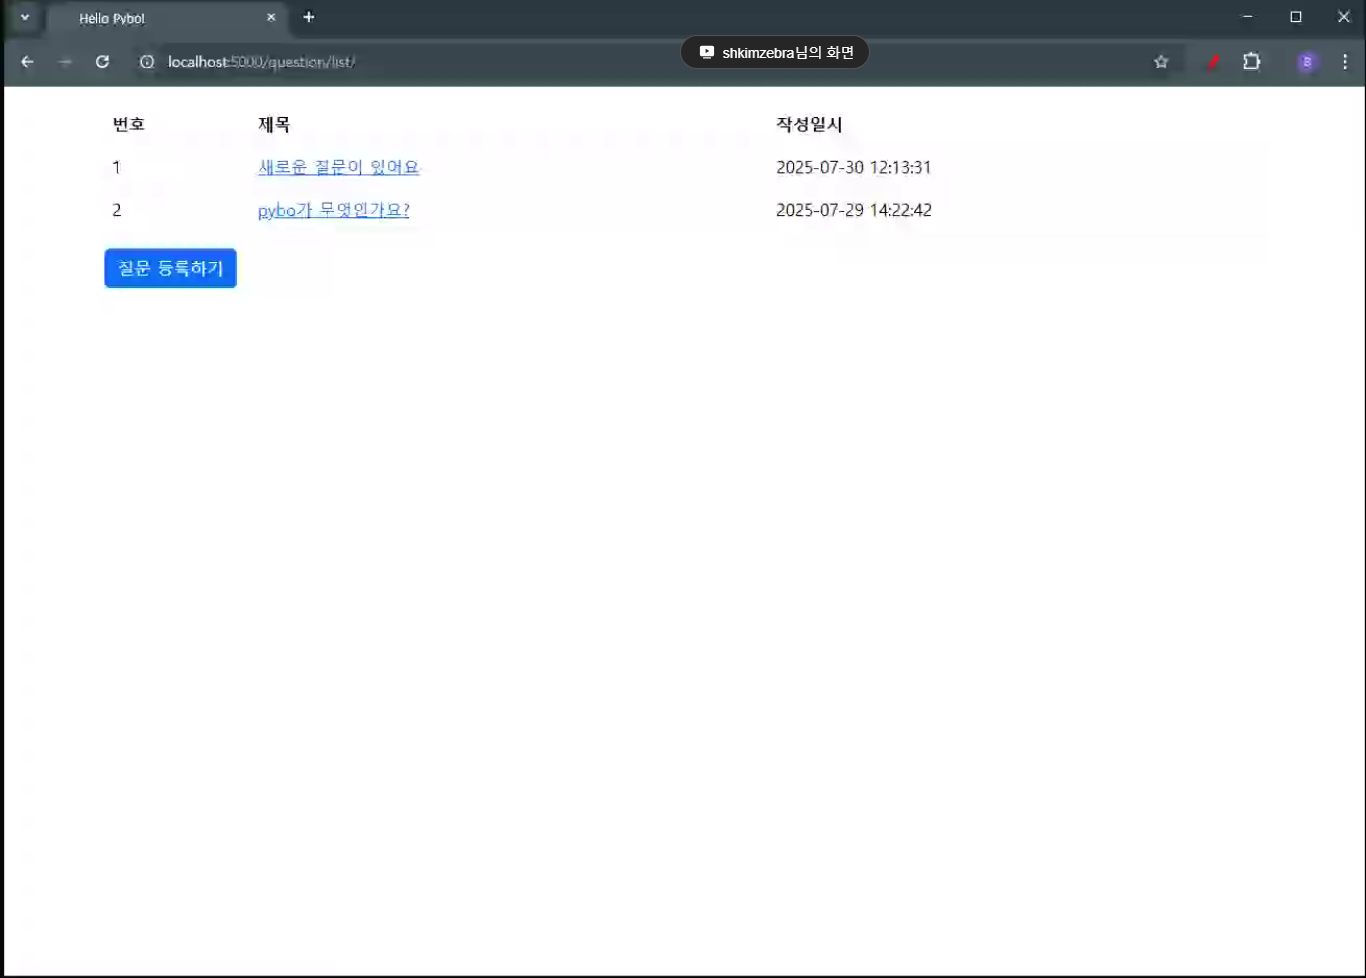 Hello Pybo!
localhost:5000/question/list/
shkimzebra님의 화면
B
번호 제목 작성일시
1 새로운 질문이 있어요 2025-07-30 12:13:31
2 pybo가 무엇인가요? 2025-07-29 14:22:42
질문 등록하기